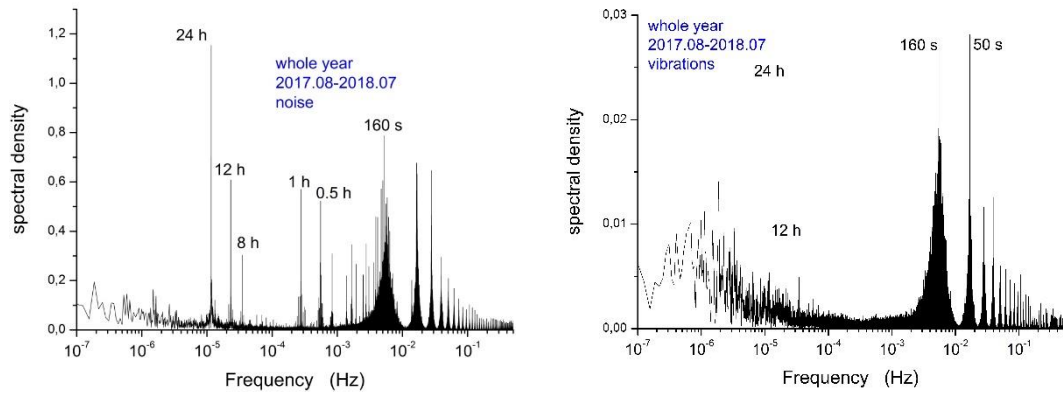 1,2
1,0
0,8
0,6
0,4
0,2
0,0
spectral density
24 h
12 h
8 h
1 h
0.5 h
160 s
whole year
2017.08-2018.07
noise
10⁻⁷
10⁻⁶
10⁻⁵
10⁻⁴
10⁻³
10⁻²
10⁻¹
Frequency (Hz)
0,03
0,02
0,01
0,00
spectral density
whole year
2017.08-2018.07
vibrations
24 h
12 h
160 s
50 s
10⁻⁷
10⁻⁶
10⁻⁵
10⁻⁴
10⁻³
10⁻²
10⁻¹
Frequency (Hz)